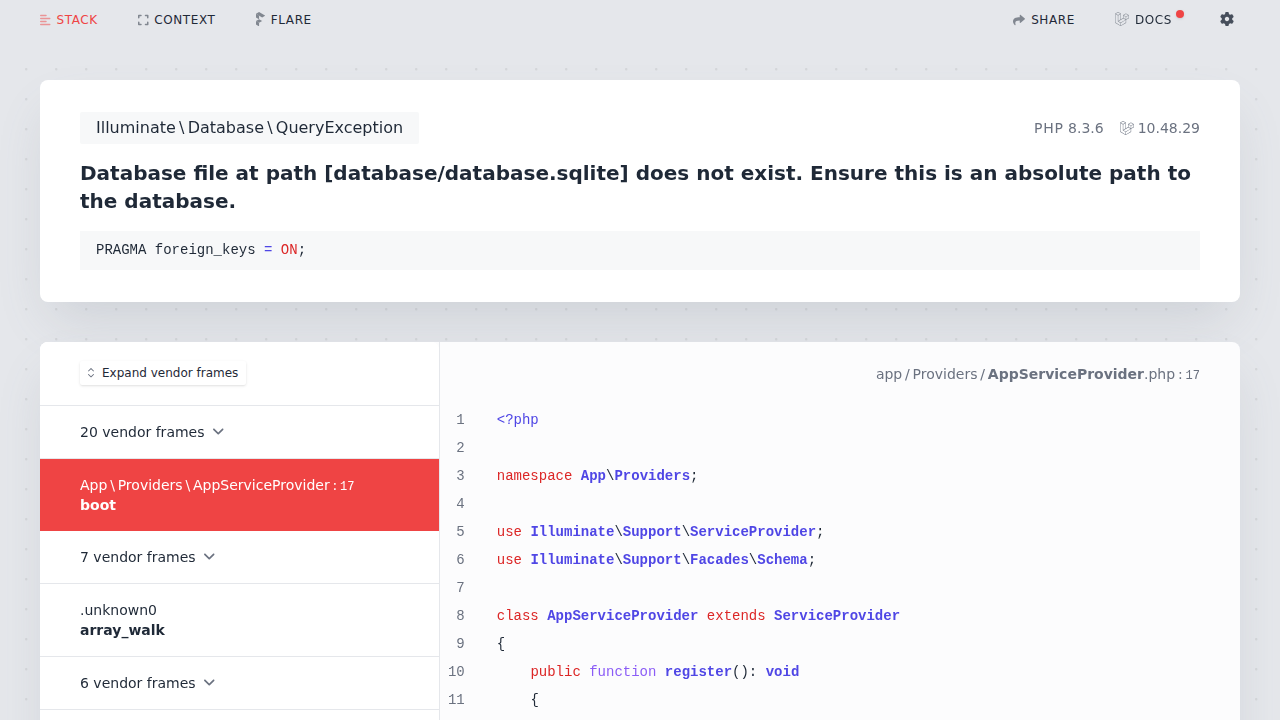 STACK CONTEXT FLARE SHARE DOCS
Illuminate\Database\QueryException PHP 8.3.6 10.48.29
Database file at path [database/database.sqlite] does not exist. Ensure this is an absolute path to
the database.
PRAGMA foreign_keys = ON;
Expand vendor frames
20 vendor frames
App\Providers\AppServiceProvider:17
boot
7 vendor frames
.unknown0
array_walk
6 vendor frames
app/Providers/AppServiceProvider.php:17
1 <?php
2
3 namespace App\Providers;
4
5 use Illuminate\Support\ServiceProvider;
6 use Illuminate\Support\Facades\Schema;
7
8 class AppServiceProvider extends ServiceProvider
9 {
10     public function register(): void
11     {